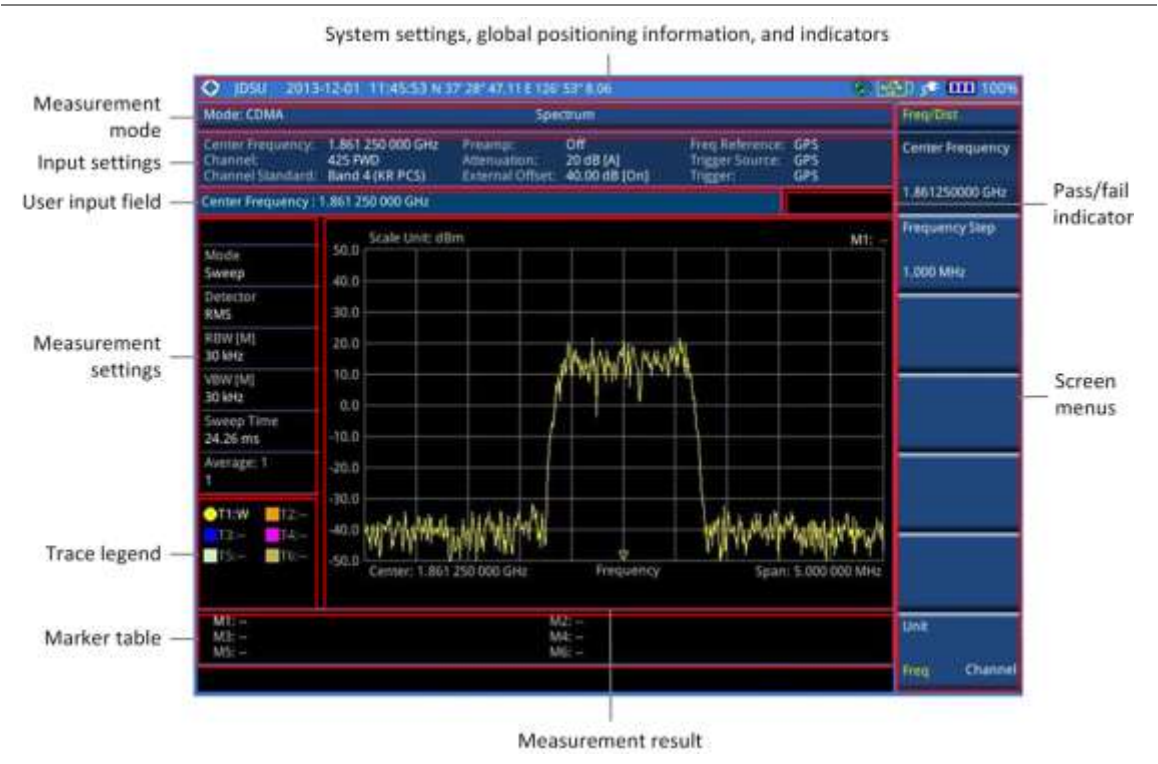 System settings, global positioning information, and indicators
JDSU 2013-12-01 11:45:53 N 37° 28" 47.11 E 126° 53" 8.06 100%
Measurement mode
Mode: CDMA Spectrum Freq/Dist
Input settings
Center Frequency: 1.861 250 000 GHz Preamp: Off Freq Reference: GPS
Channel: 425 FWD Attenuation: 20 dB [A] Trigger Source: GPS
Channel Standard: Band 4 (KR PCS) External Offset: 40.00 dB [On] Trigger: GPS
Center Frequency
1.861250000 GHz
User input field
Center Frequency : 1.861 250 000 GHz
Pass/fail indicator
Frequency Step
1.000 MHz
Measurement settings
Mode
Sweep
Detector
RMS
RBW [M]
30 kHz
VBW [M]
30 kHz
Sweep Time
24.26 ms
Average: 1
1
Scale Unit: dBm M1: --
50.0
40.0
30.0
20.0
10.0
0.0
-10.0
-20.0
-30.0
-40.0
-50.0
Center: 1.861 250 000 GHz Frequency Span: 5.000 000 MHz
Screen menus
Trace legend
T1:W T2:--
T3:-- T4:--
T5:-- T6:--
Marker table
M1: -- M2: --
M3: -- M4: --
M5: -- M6: --
Unit
Freq Channel
Measurement result